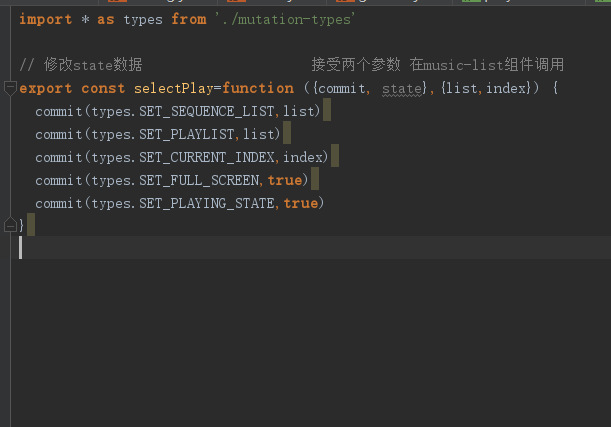 import * as types from './mutation-types'
// 修改state数据 接受两个参数 在music-list组件调用
export const selectPlay=function ({commit, state},{list,index}) {
commit(types.SET_SEQUENCE_LIST,list)
commit(types.SET_PLAYLIST,list)
commit(types.SET_CURRENT_INDEX,index)
commit(types.SET_FULL_SCREEN,true)
commit(types.SET_PLAYING_STATE,true)
}